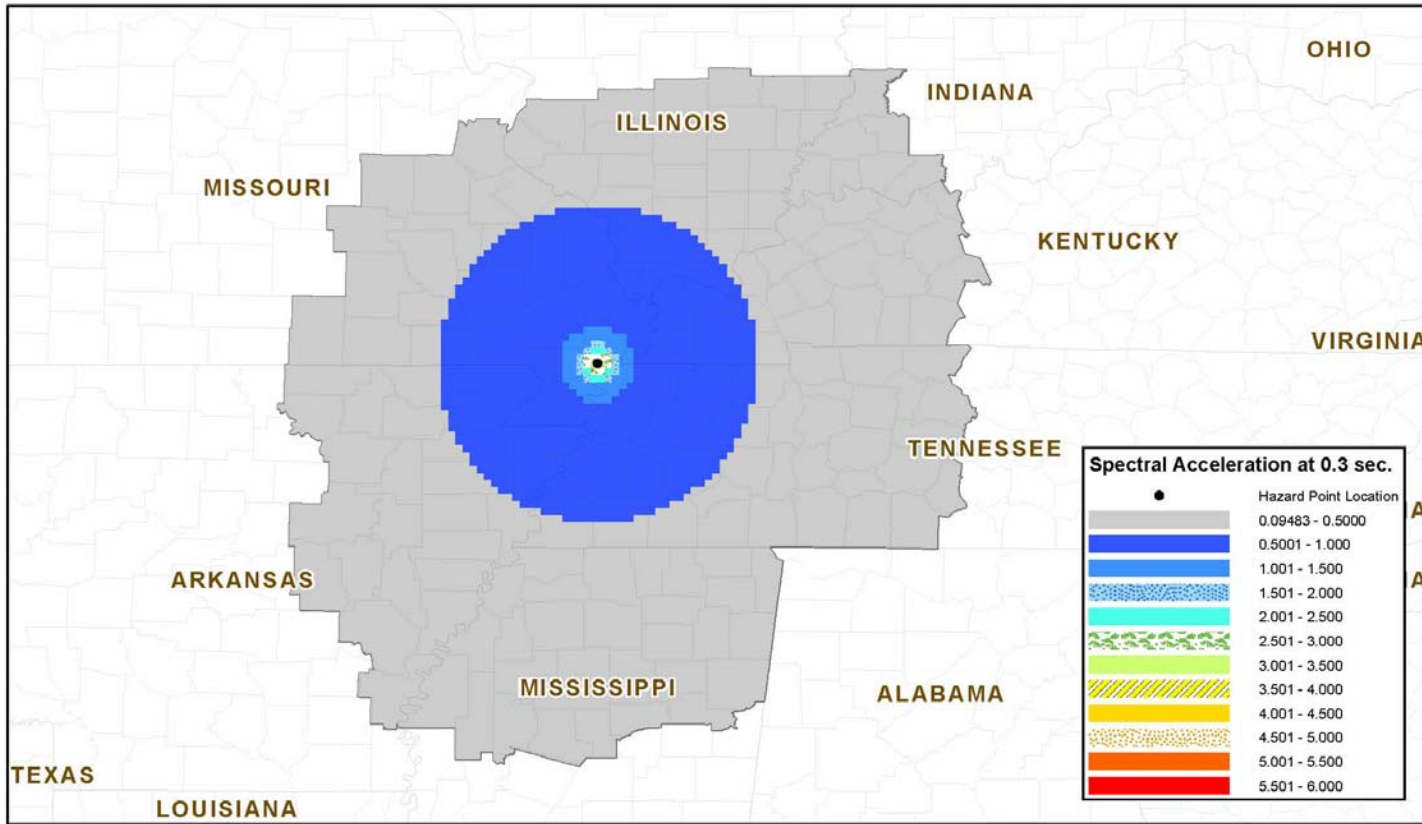 OHIO
INDIANA
ILLINOIS
MISSOURI
KENTUCKY
VIRGINIA
TENNESSEE
Spectral Acceleration at 0.3 sec.
Hazard Point Location
0.09483 - 0.5000
0.5001 - 1.000
1.001 - 1.500
1.501 - 2.000
2.001 - 2.500
2.501 - 3.000
3.001 - 3.500
3.501 - 4.000
4.001 - 4.500
4.501 - 5.000
5.001 - 5.500
5.501 - 6.000
ARKANSAS
MISSISSIPPI
ALABAMA
TEXAS
LOUISIANA